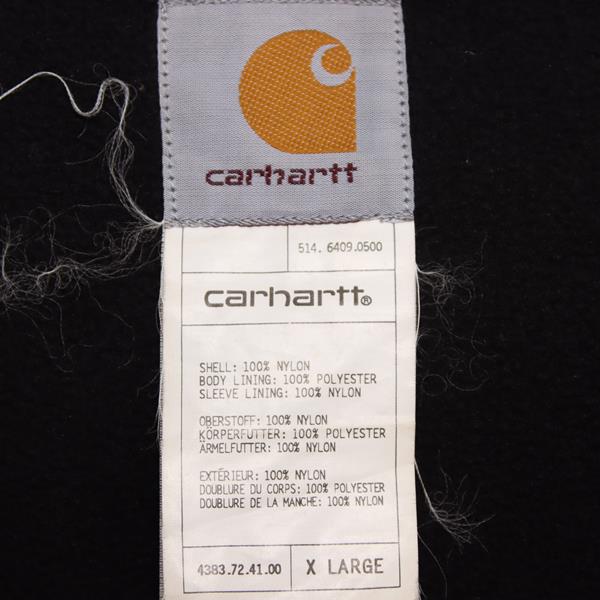 carhartt
514. 6409.0500
carhartt®
SHELL: 100% NYLON
BODY LINING: 100% POLYESTER
SLEEVE LINING: 100% NYLON
OBERSTOFF: 100% NYLON
KÖRPERFUTTER: 100% POLYESTER
ÄRMELFUTTER: 100% NYLON
EXTÉRIEUR: 100% NYLON
DOUBLURE DU CORPS: 100% POLYESTER
DOUBLURE DE LA MANCHE: 100% NYLON
4383.72.41.00 X LARGE